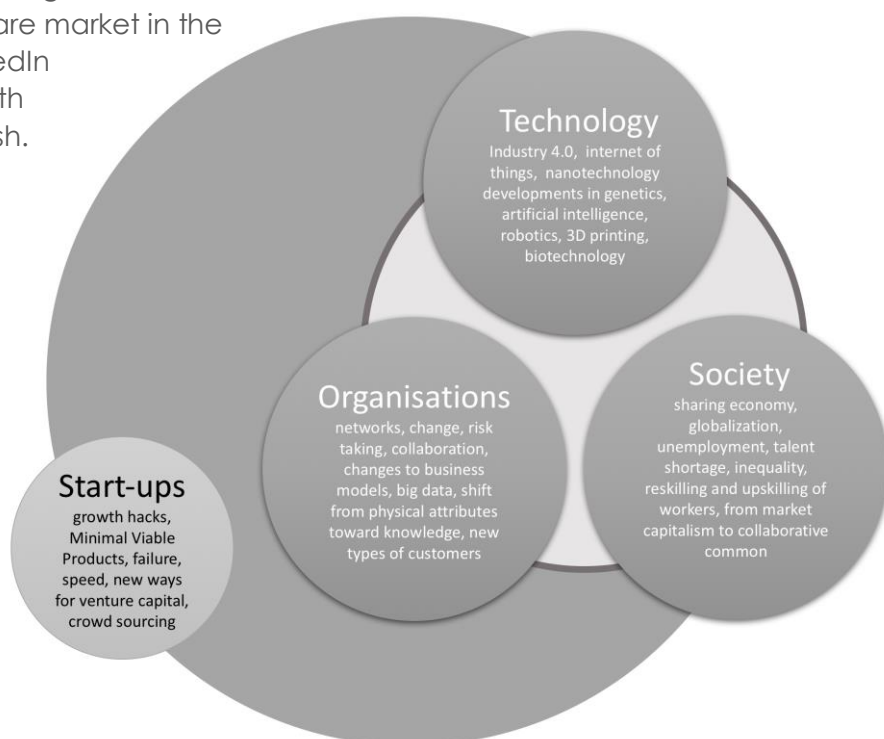 are market in the
edIn
th
sh.
Technology
Industry 4.0, internet of
things, nanotechnology
developments in genetics,
artificial intelligence,
robotics, 3D printing,
biotechnology
Organisations
networks, change, risk
taking, collaboration,
changes to business
models, big data, shift
from physical attributes
toward knowledge, new
types of customers
Society
sharing economy,
globalization,
unemployment, talent
shortage, inequality,
reskilling and upskilling of
workers, from market
capitalism to collaborative
common
Start-ups
growth hacks,
Minimal Viable
Products, failure,
speed, new ways
for venture capital,
crowd sourcing